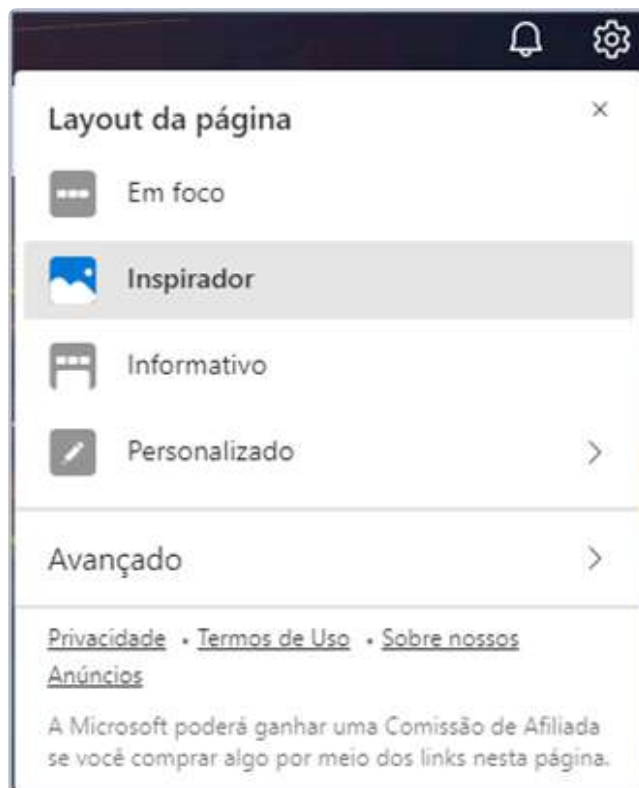 Layout da página
Em foco
Inspirador
Informativo
Personalizado
Avançado
Privacidade • Termos de Uso • Sobre nossos
Anúncios
A Microsoft poderá ganhar uma Comissão de Afiliada
se você comprar algo por meio dos links nesta página.